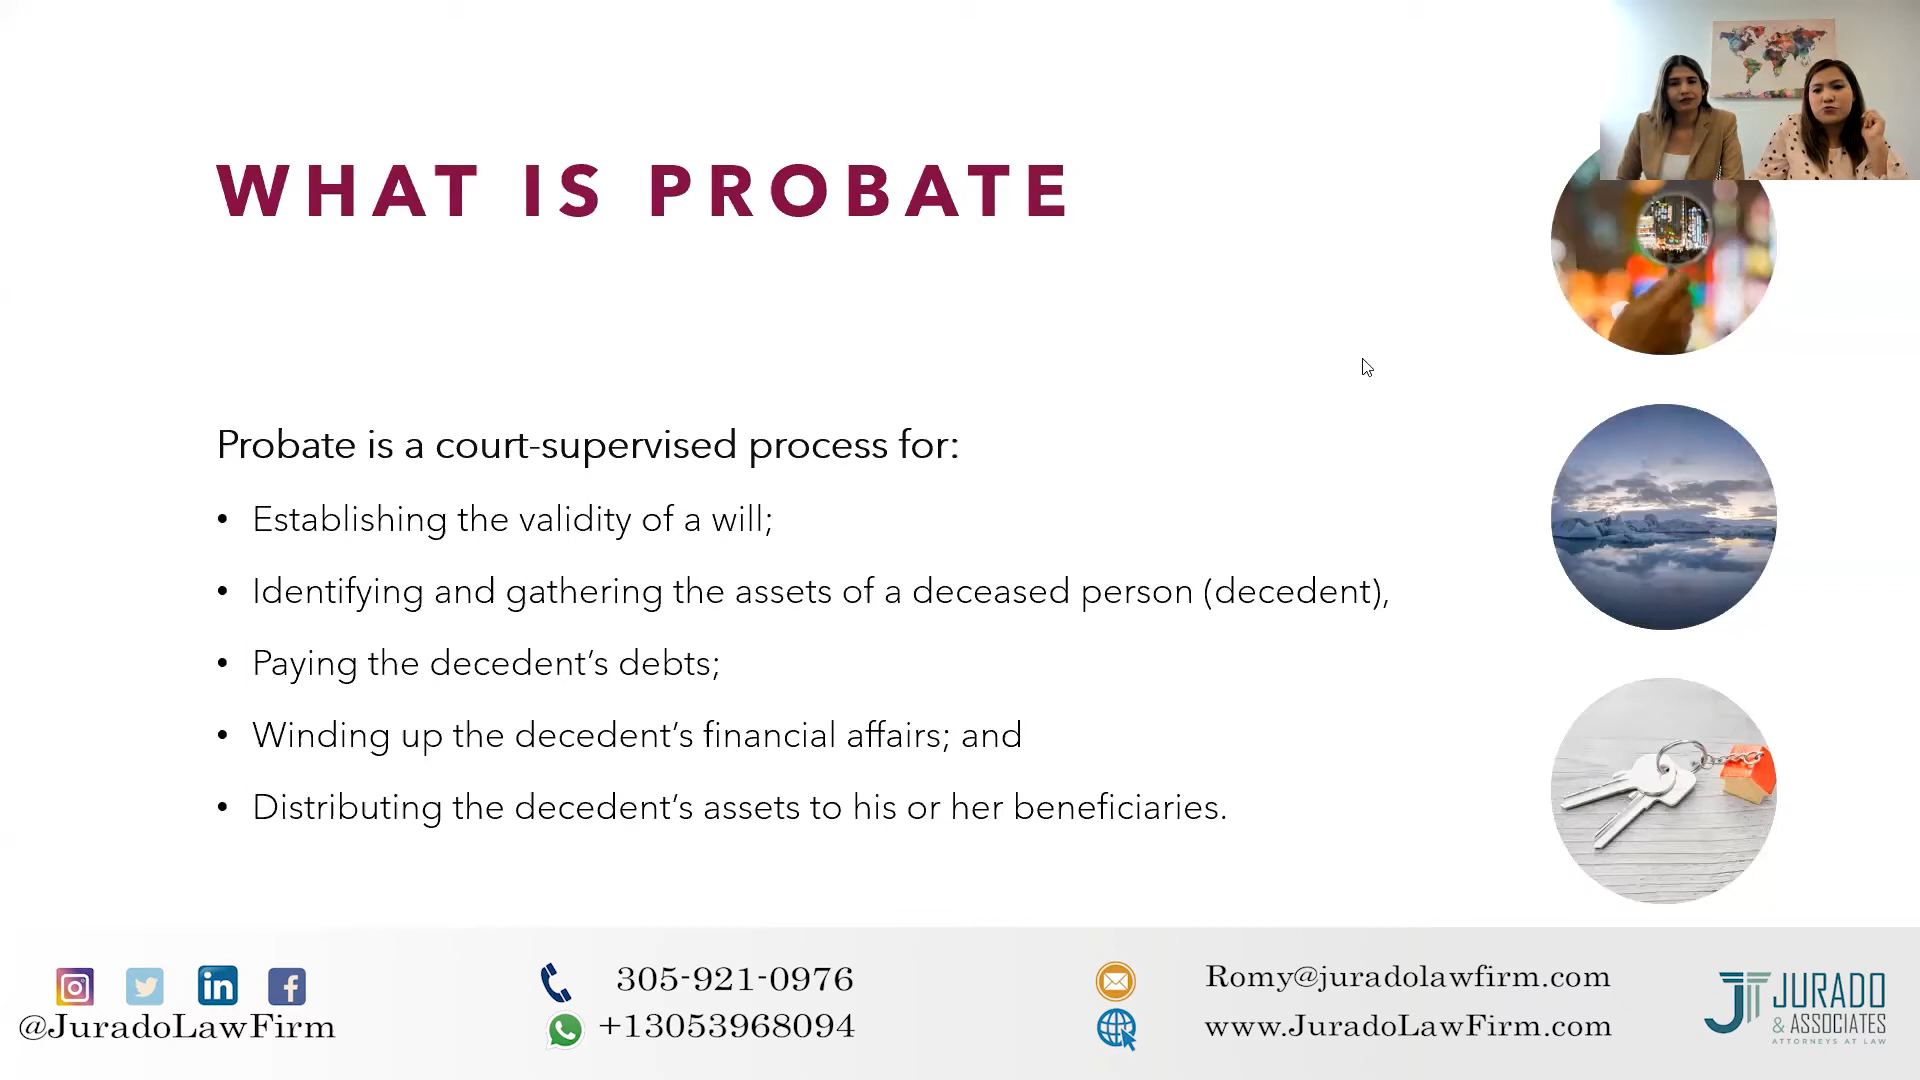 WHAT IS PROBATE
Probate is a court-supervised process for:
• Establishing the validity of a will;
• Identifying and gathering the assets of a deceased person (decedent),
• Paying the decedent’s debts;
• Winding up the decedent’s financial affairs; and
• Distributing the decedent’s assets to his or her beneficiaries.
@JuradoLawFirm
305-921-0976
+13053968094
Romy@juradolawfirm.com
www.JuradoLawFirm.com
JURADO
& ASSOCIATES
ATTORNEYS AT LAW